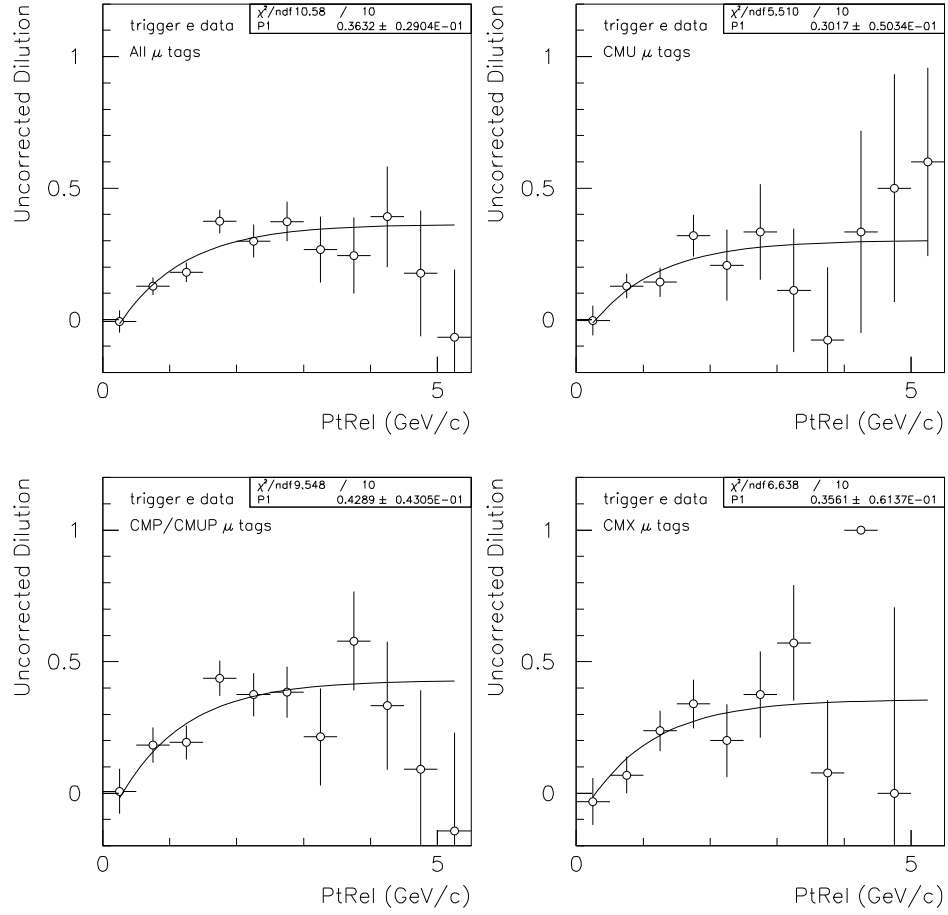 χ²/ndf 10.58 / 10
P1 0.3632 ± 0.2904E-01
trigger e data
All μ tags
Uncorrected Dilution
1
0.5
0
0
5
PtRel (GeV/c)
χ²/ndf 5.510 / 10
P1 0.3017 ± 0.5034E-01
trigger e data
CMU μ tags
Uncorrected Dilution
1
0.5
0
0
5
PtRel (GeV/c)
χ²/ndf 9.548 / 10
P1 0.4289 ± 0.4305E-01
trigger e data
CMP/CMUP μ tags
Uncorrected Dilution
1
0.5
0
0
5
PtRel (GeV/c)
χ²/ndf 6.638 / 10
P1 0.3561 ± 0.6137E-01
trigger e data
CMX μ tags
Uncorrected Dilution
1
0.5
0
0
5
PtRel (GeV/c)